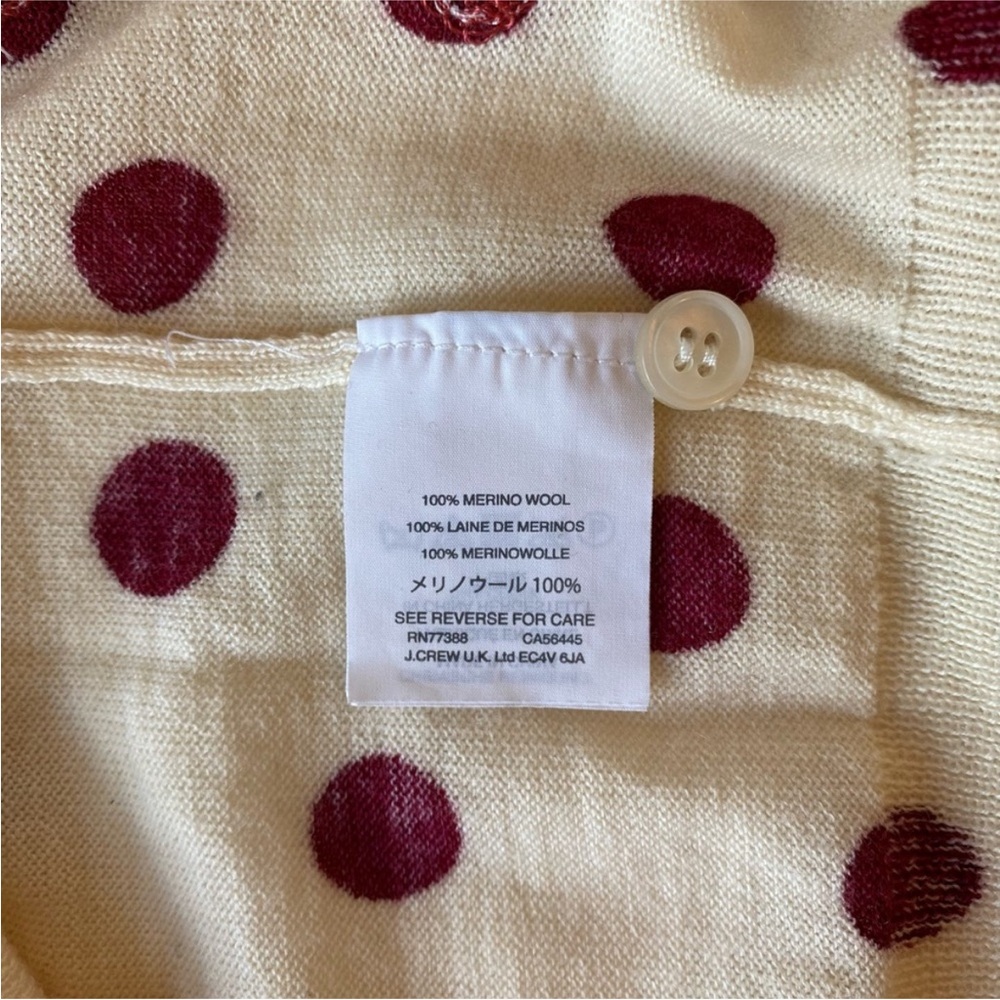 100% MERINO WOOL
100% LAINE DE MERINOS
100% MERINOWOLLE
メリノウール 100%
SEE REVERSE FOR CARE
RN77388 CA56445
J.CREW U.K. Ltd EC4V 6JA